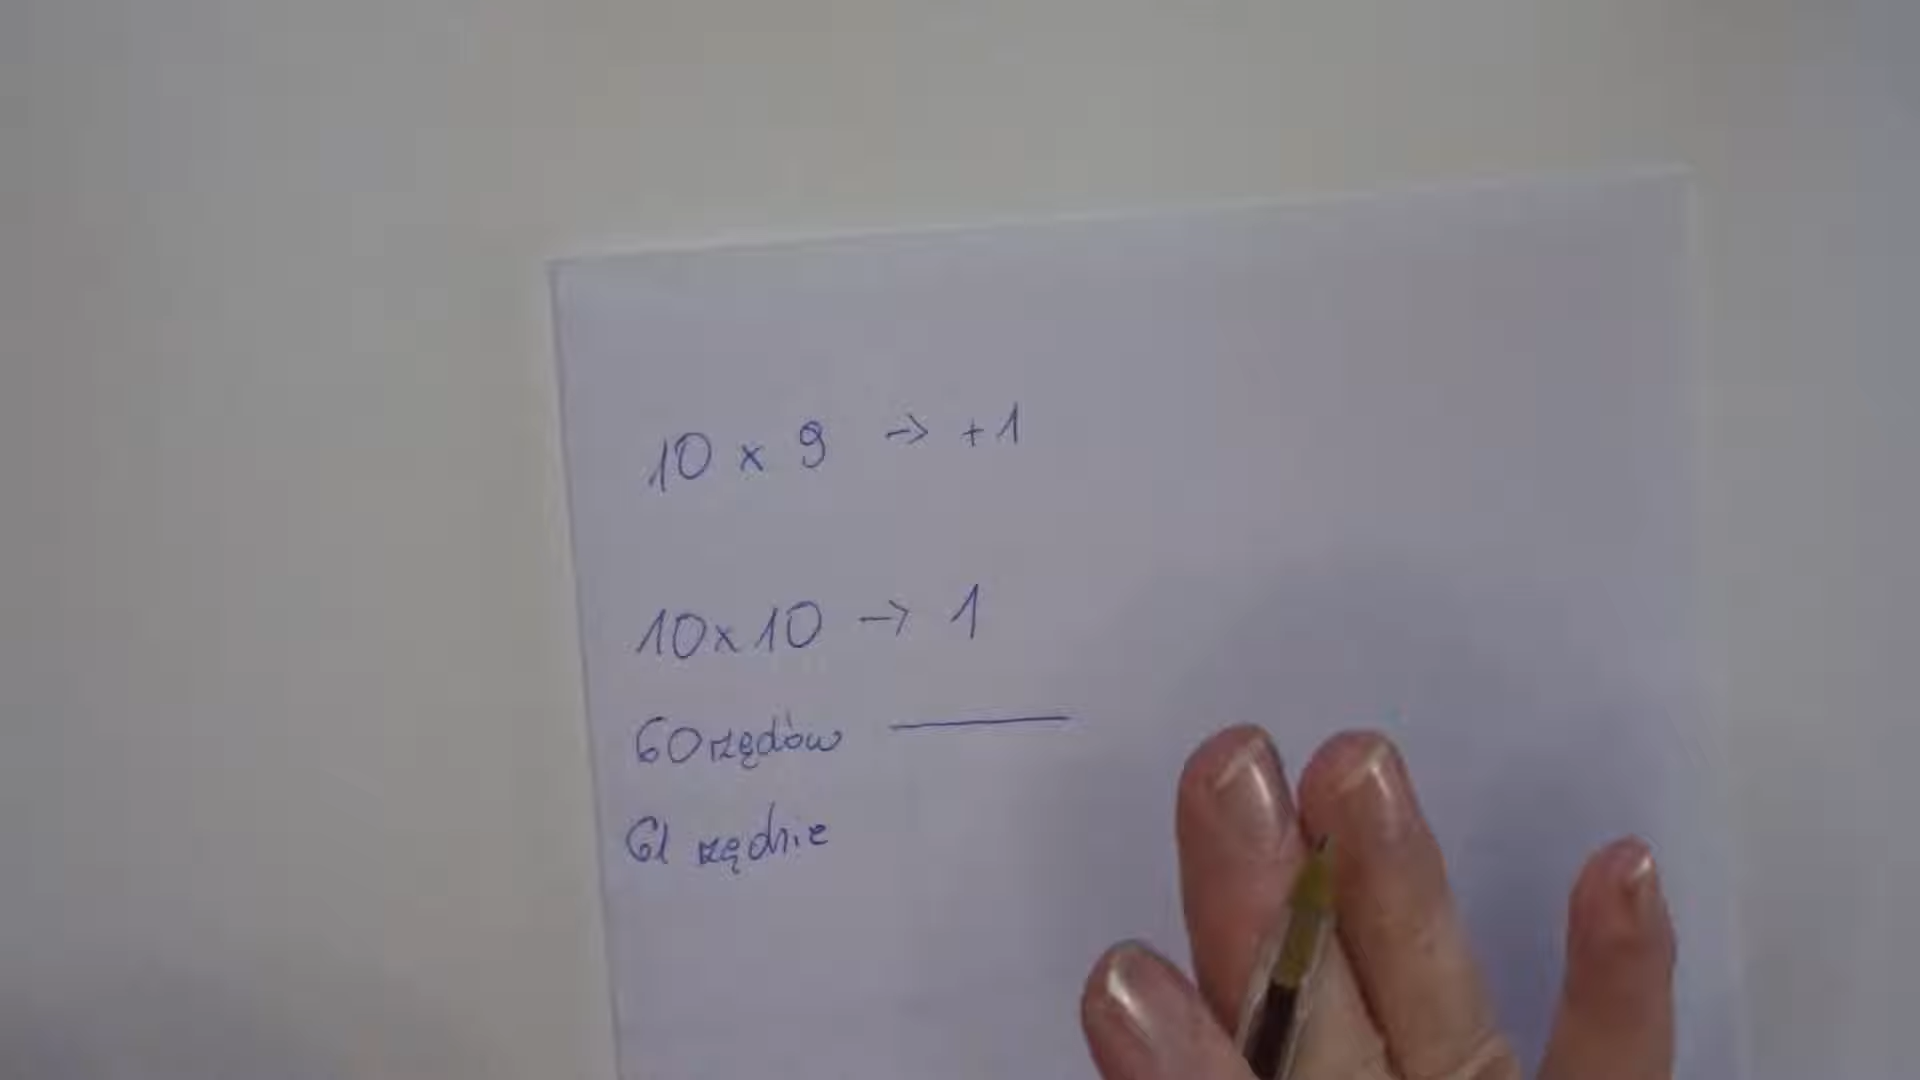 10 x 9 → +1
10x10 → 1
60 rzędów
61 rzędzie